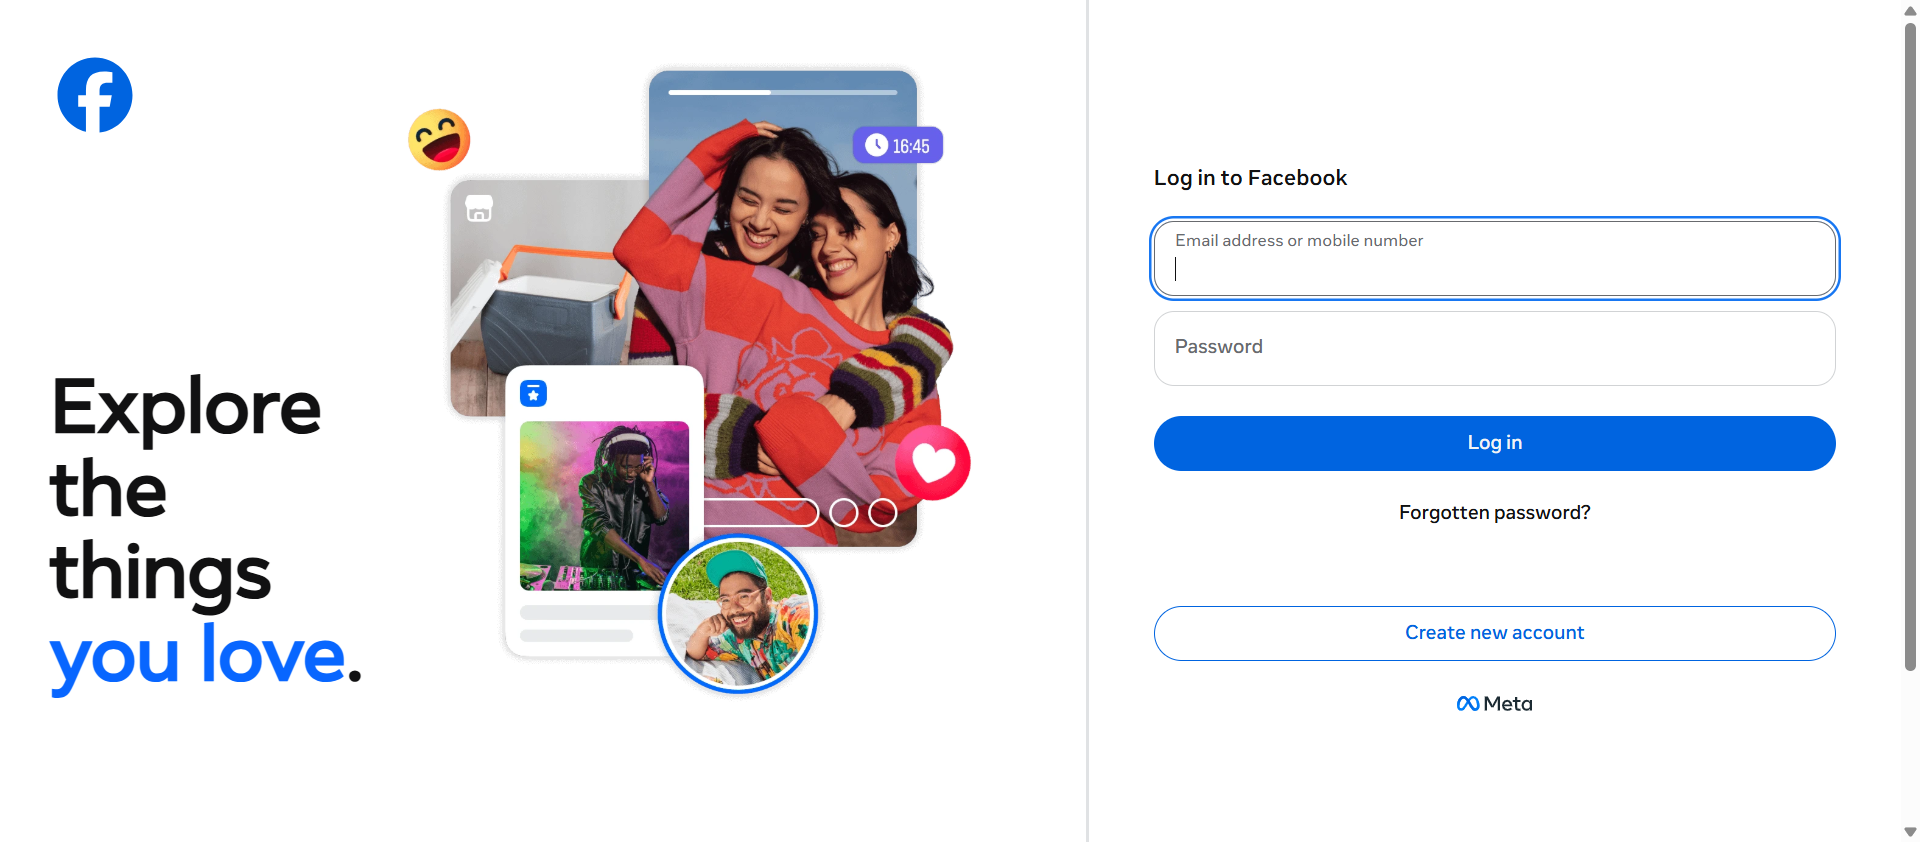 Explore
the
things
you love.
16:45
Log in to Facebook
Email address or mobile number
Password
Log in
Forgotten password?
Create new account
Meta